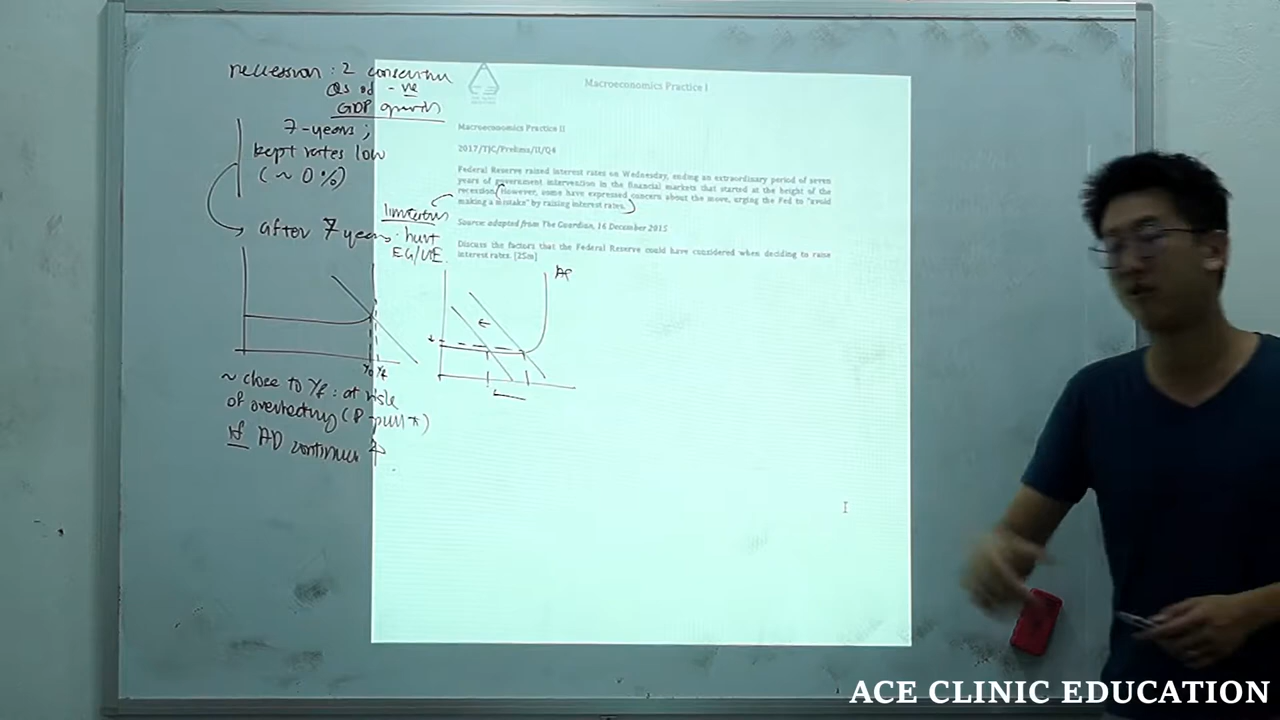 recession : 2 consecutive
Qs of -ve
GDP growth
7-years ;
kept rates low
(~ 0%)
after 7 years
limitations
: hurt
EG/UE
Macroeconomics Practice I
Macroeconomics Practice II
2017/TJC/Prelims/II/Q4
Federal Reserve raised interest rates on Wednesday, ending an extraordinary period of seven
years of government intervention in the financial markets that started at the height of the
recession. However, some have expressed concern about the move, urging the Fed to "avoid
making a mistake" by raising interest rates.
Source: adapted from The Guardian, 16 December 2015
Discuss the factors that the Federal Reserve could have considered when deciding to raise
interest rates. [25m]
AS
Y0 Yf
~ close to Yf : at risk
of overheating
if AD continues ↑
ACE CLINIC EDUCATION